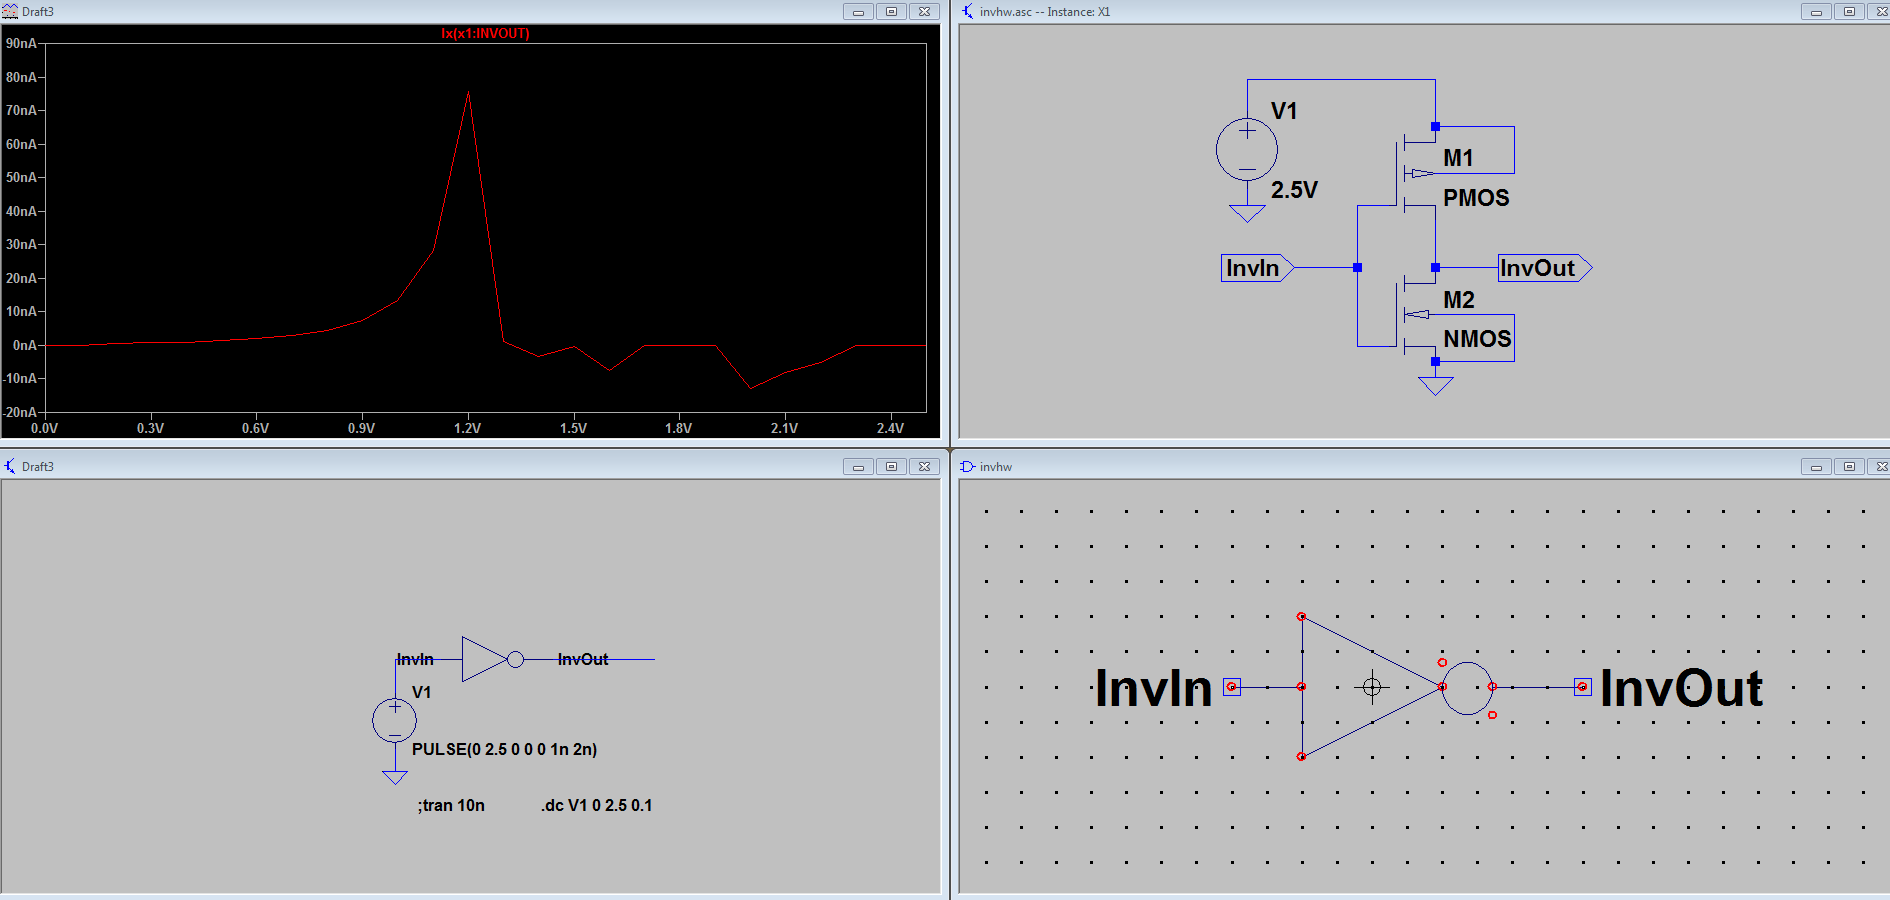 Draft3
Ix(x1:INVOUT)
90nA
80nA
70nA
60nA
50nA
40nA
30nA
20nA
10nA
0nA
-10nA
-20nA
0.0V 0.3V 0.6V 0.9V 1.2V 1.5V 1.8V 2.1V 2.4V
invhw.asc -- Instance: X1
V1
2.5V
M1
PMOS
InvIn
InvOut
M2
NMOS
Draft3
InvIn
InvOut
V1
PULSE(0 2.5 0 0 0 1n 2n)
;tran 10n
.dc V1 0 2.5 0.1
invhw
InvIn
InvOut